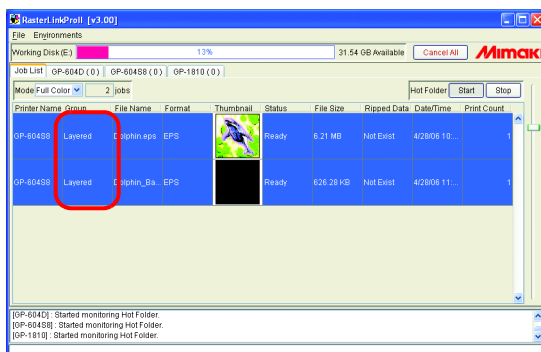 RasterLinkProII [v3.00]
File Environs
Working Disk(E:) 13% 31.54 GB Available Cancel All Mimaki
Job List GP-604D ( 0 ) GP-604S8 ( 0 ) GP-1810 ( 0 )
Mode Full Color 2 jobs Hot Folder Start Stop
Printer Name Group File Name Format Thumbnail Status File Size Ripped Data Date/Time Print Count
GP-604S8 Layered Dolphin.eps EPS Ready 6.21 MB Not Exist 4/28/06 10:... 1
GP-604S8 Layered Dolphin_Ba... EPS Ready 626.28 KB Not Exist 4/28/06 11:... 1
[GP-604D] : Started monitoring Hot Folder.
[GP-604S8] : Started monitoring Hot Folder.
[GP-1810] : Started monitoring Hot Folder.